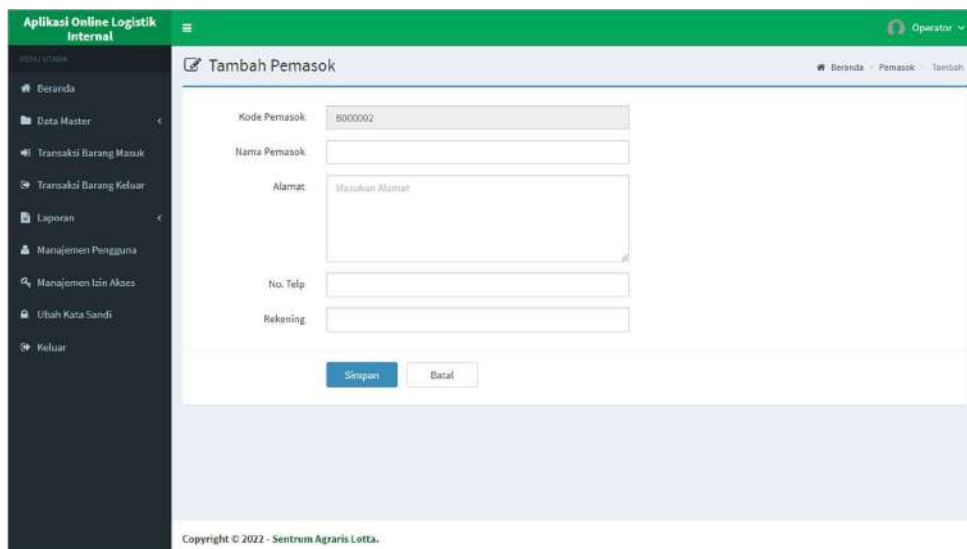 Aplikasi Online Logistik
Internal
Operator
MENU UTAMA
Tambah Pemasok
Beranda
Pemasok
Tambah
Beranda
Data Master
Transaksi Barang Masuk
Transaksi Barang Keluar
Laporan
Manajemen Pengguna
Manajemen Izin Akses
Ubah Kata Sandi
Keluar
Kode Pemasok
B000002
Nama Pemasok
Alamat
Masukan Alamat
No. Telp
Rekening
Simpan
Batal
Copyright © 2022 - Sentrum Agraris Lotta.